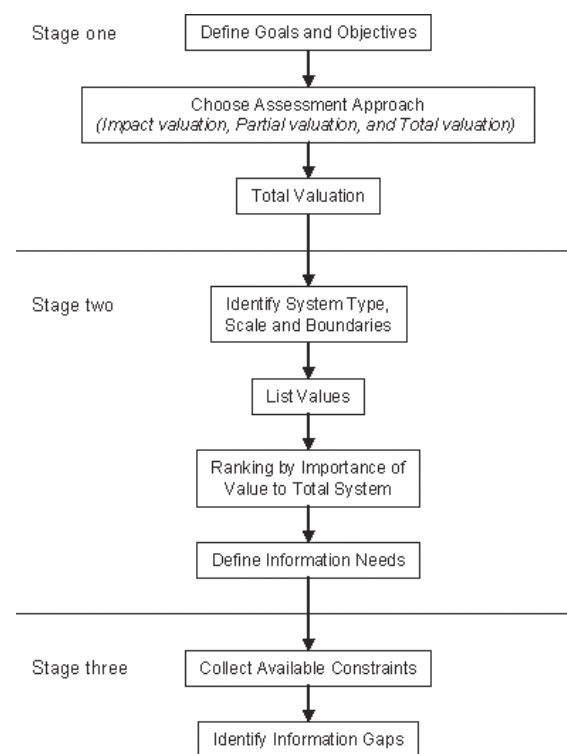 Stage one
Define Goals and Objectives
Choose Assessment Approach
(Impact valuation, Partial valuation, and Total valuation)
Total Valuation
Stage two
Identify System Type,
Scale and Boundaries
List Values
Ranking by Importance of
Value to Total System
Define Information Needs
Stage three
Collect Available Constraints
Identify Information Gaps